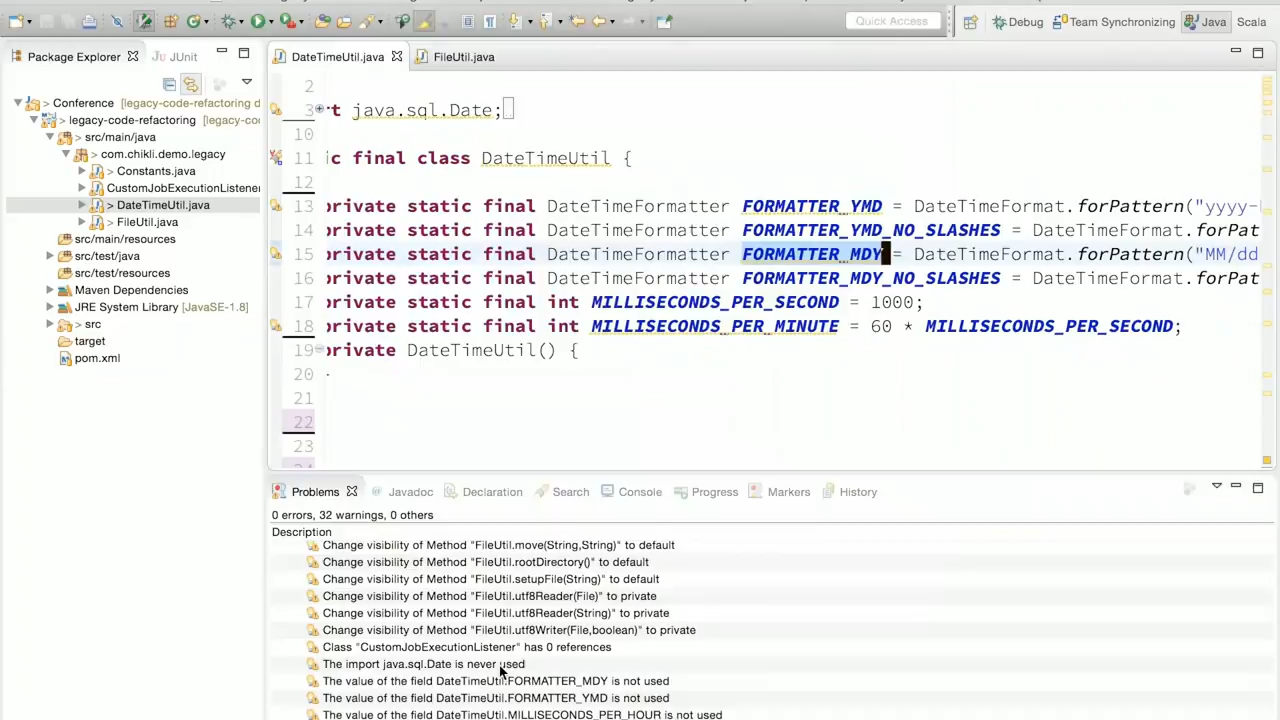 Quick Access
Debug
Team Synchronizing
Java
Scala
Package Explorer
JUnit
DateTimeUtil.java
FileUtil.java
> Conference [legacy-code-refactoring d
> legacy-code-refactoring [legacy-co
> src/main/java
> com.chikli.demo.legacy
> Constants.java
CustomJobExecutionListener
> DateTimeUtil.java
> FileUtil.java
src/main/resources
> src/test/java
src/test/resources
Maven Dependencies
JRE System Library [JavaSE-1.8]
> src
target
pom.xml
2
3 t java.sql.Date;
10
11 ic final class DateTimeUtil {
12
13 private static final DateTimeFormatter FORMATTER_YMD = DateTimeFormat.forPattern("yyyy-
14 private static final DateTimeFormatter FORMATTER_YMD_NO_SLASHES = DateTimeFormat.forPat
15 private static final DateTimeFormatter FORMATTER_MDY = DateTimeFormat.forPattern("MM/dd
16 private static final DateTimeFormatter FORMATTER_MDY_NO_SLASHES = DateTimeFormat.forPat
17 private static final int MILLISECONDS_PER_SECOND = 1000;
18 private static final int MILLISECONDS_PER_MINUTE = 60 * MILLISECONDS_PER_SECOND;
19 private DateTimeUtil() {
20
21
22
23
Problems
Javadoc
Declaration
Search
Console
Progress
Markers
History
0 errors, 32 warnings, 0 others
Description
Change visibility of Method "FileUtil.move(String,String)" to default
Change visibility of Method "FileUtil.rootDirectory()" to default
Change visibility of Method "FileUtil.setupFile(String)" to default
Change visibility of Method "FileUtil.utf8Reader(File)" to private
Change visibility of Method "FileUtil.utf8Reader(String)" to private
Change visibility of Method "FileUtil.utf8Writer(File,boolean)" to private
Class "CustomJobExecutionListener" has 0 references
The import java.sql.Date is never used
The value of the field DateTimeUtil.FORMATTER_MDY is not used
The value of the field DateTimeUtil.FORMATTER_YMD is not used
The value of the field DateTimeUtil.MILLISECONDS_PER_HOUR is not used